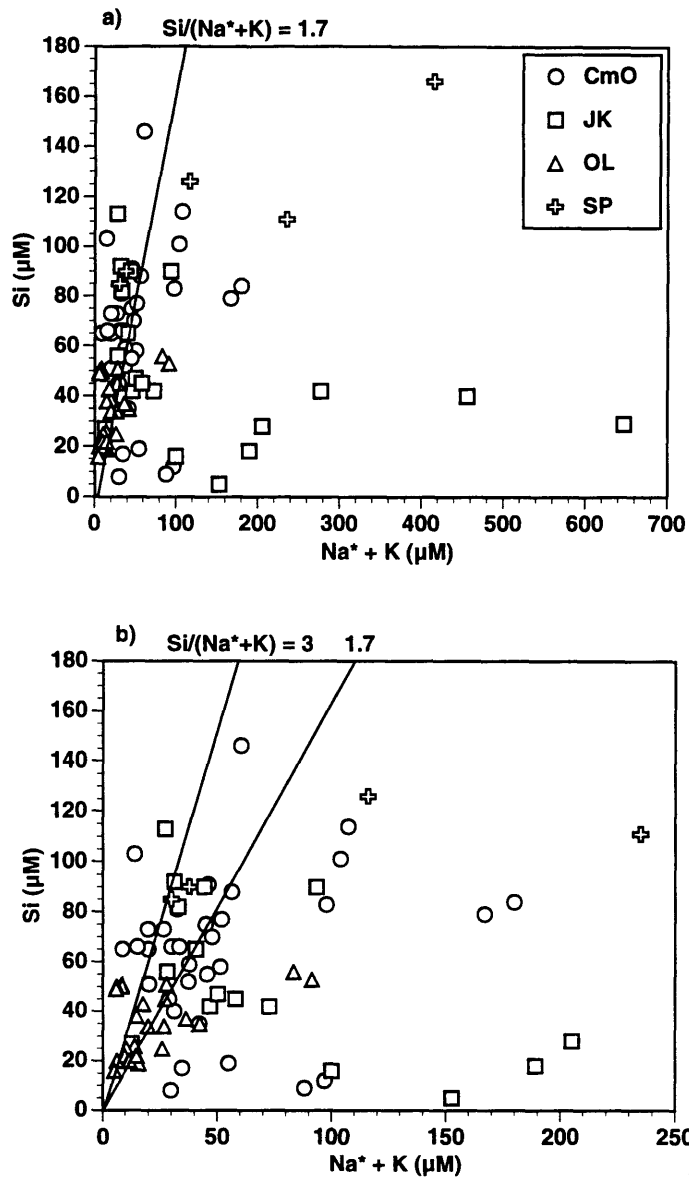 a) Si/(Na*+K) = 1.7
180
160
140
120
100
80
60
40
20
0
Si (µM)
CmO
JK
OL
SP
0 100 200 300 400 500 600 700
Na* + K (µM)
b) Si/(Na*+K) = 3 1.7
180
160
140
120
100
80
60
40
20
0
Si (µM)
0 50 100 150 200 250
Na* + K (µM)